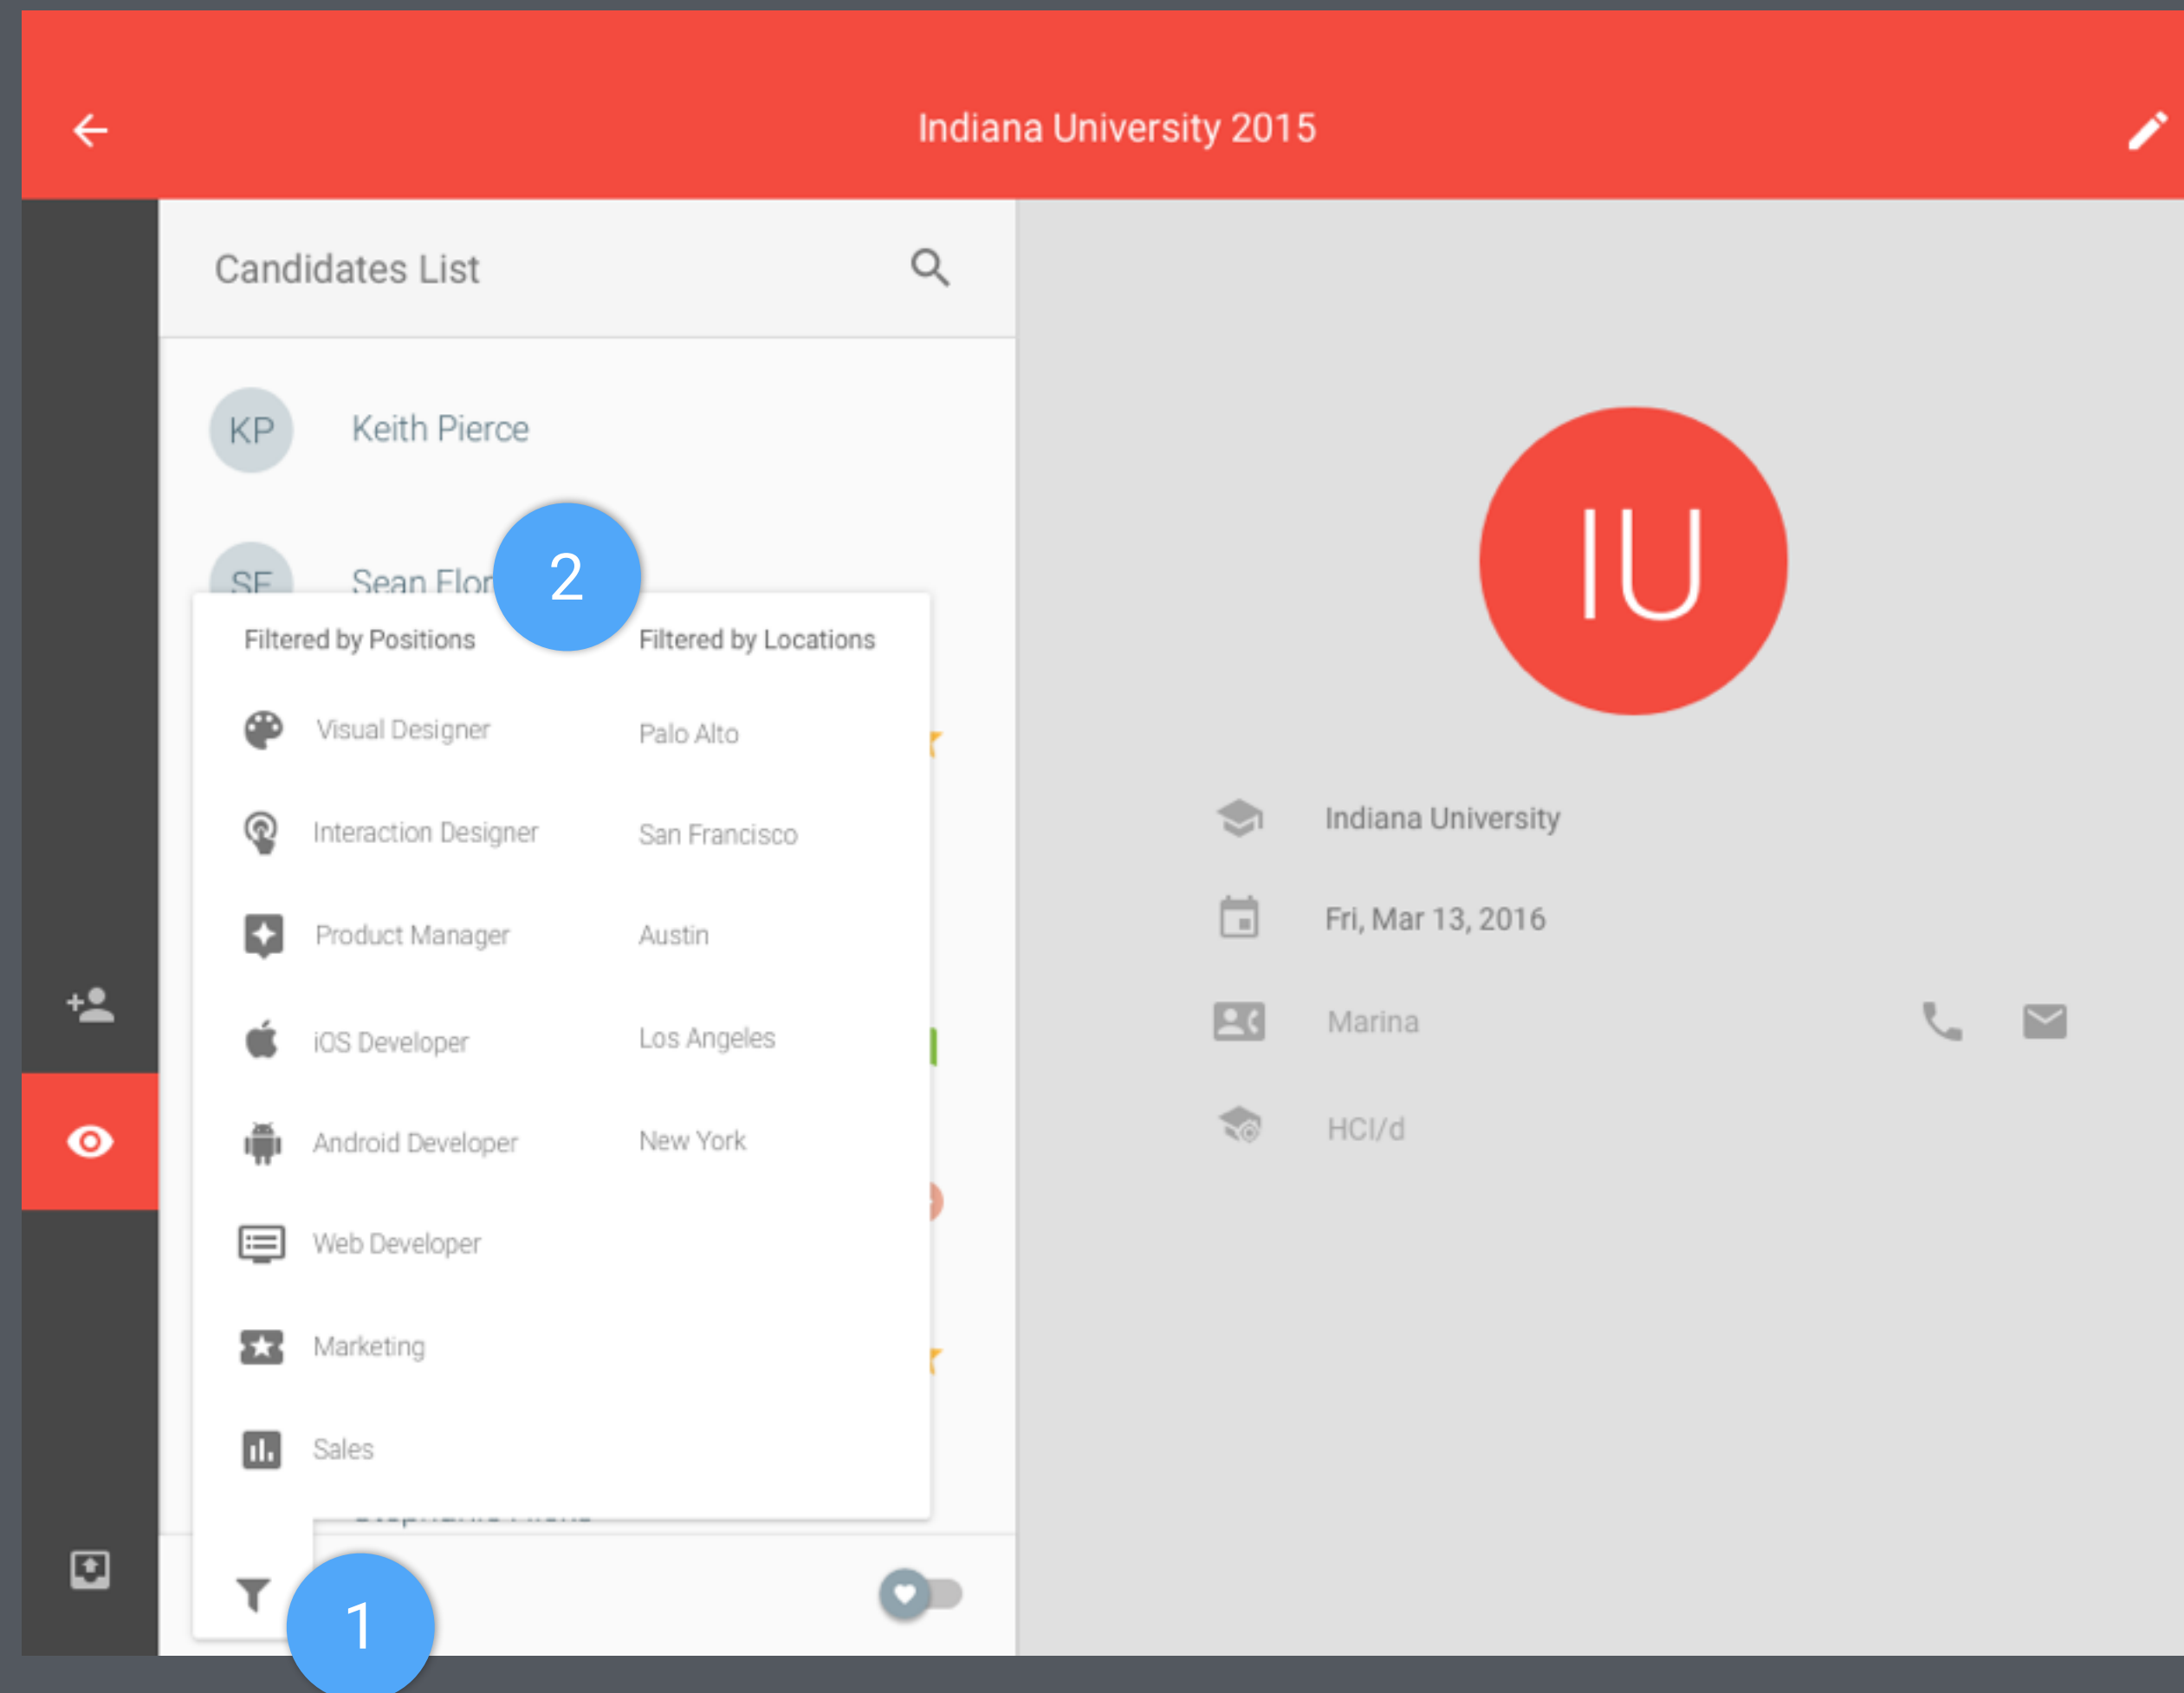 Indiana University 2015
Candidates List
KP Keith Pierce
2
Sean
Filtered by Positions
Visual Designer
Interaction Designer
Product Manager
iOS Developer
Android Developer
Web Developer
Marketing
Sales
Filtered by Locations
Palo Alto
San Francisco
Austin
Los Angeles
New York
1
IU
Indiana University
Fri, Mar 13, 2016
Marina
HCI/d